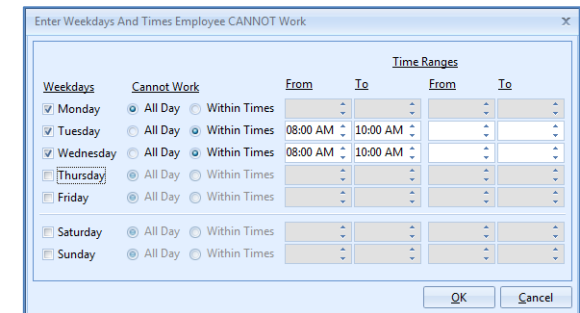 Enter Weekdays And Times Employee CANNOT Work x
Time Ranges
Weekdays Cannot Work From To From To
Monday All Day Within Times
Tuesday All Day Within Times 08:00 AM 10:00 AM
Wednesday All Day Within Times 08:00 AM 10:00 AM
Thursday All Day Within Times
Friday All Day Within Times
Saturday All Day Within Times
Sunday All Day Within Times
OK Cancel